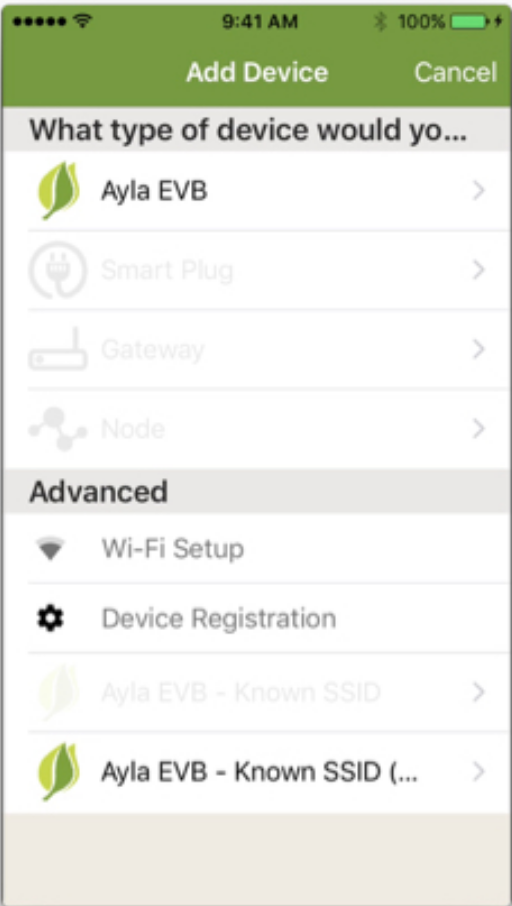 9:41 AM
100%
Add Device
Cancel
What type of device would yo...
Ayla EVB
Smart Plug
Gateway
Node
Advanced
Wi-Fi Setup
Device Registration
Ayla EVB - Known SSID
Ayla EVB - Known SSID (...